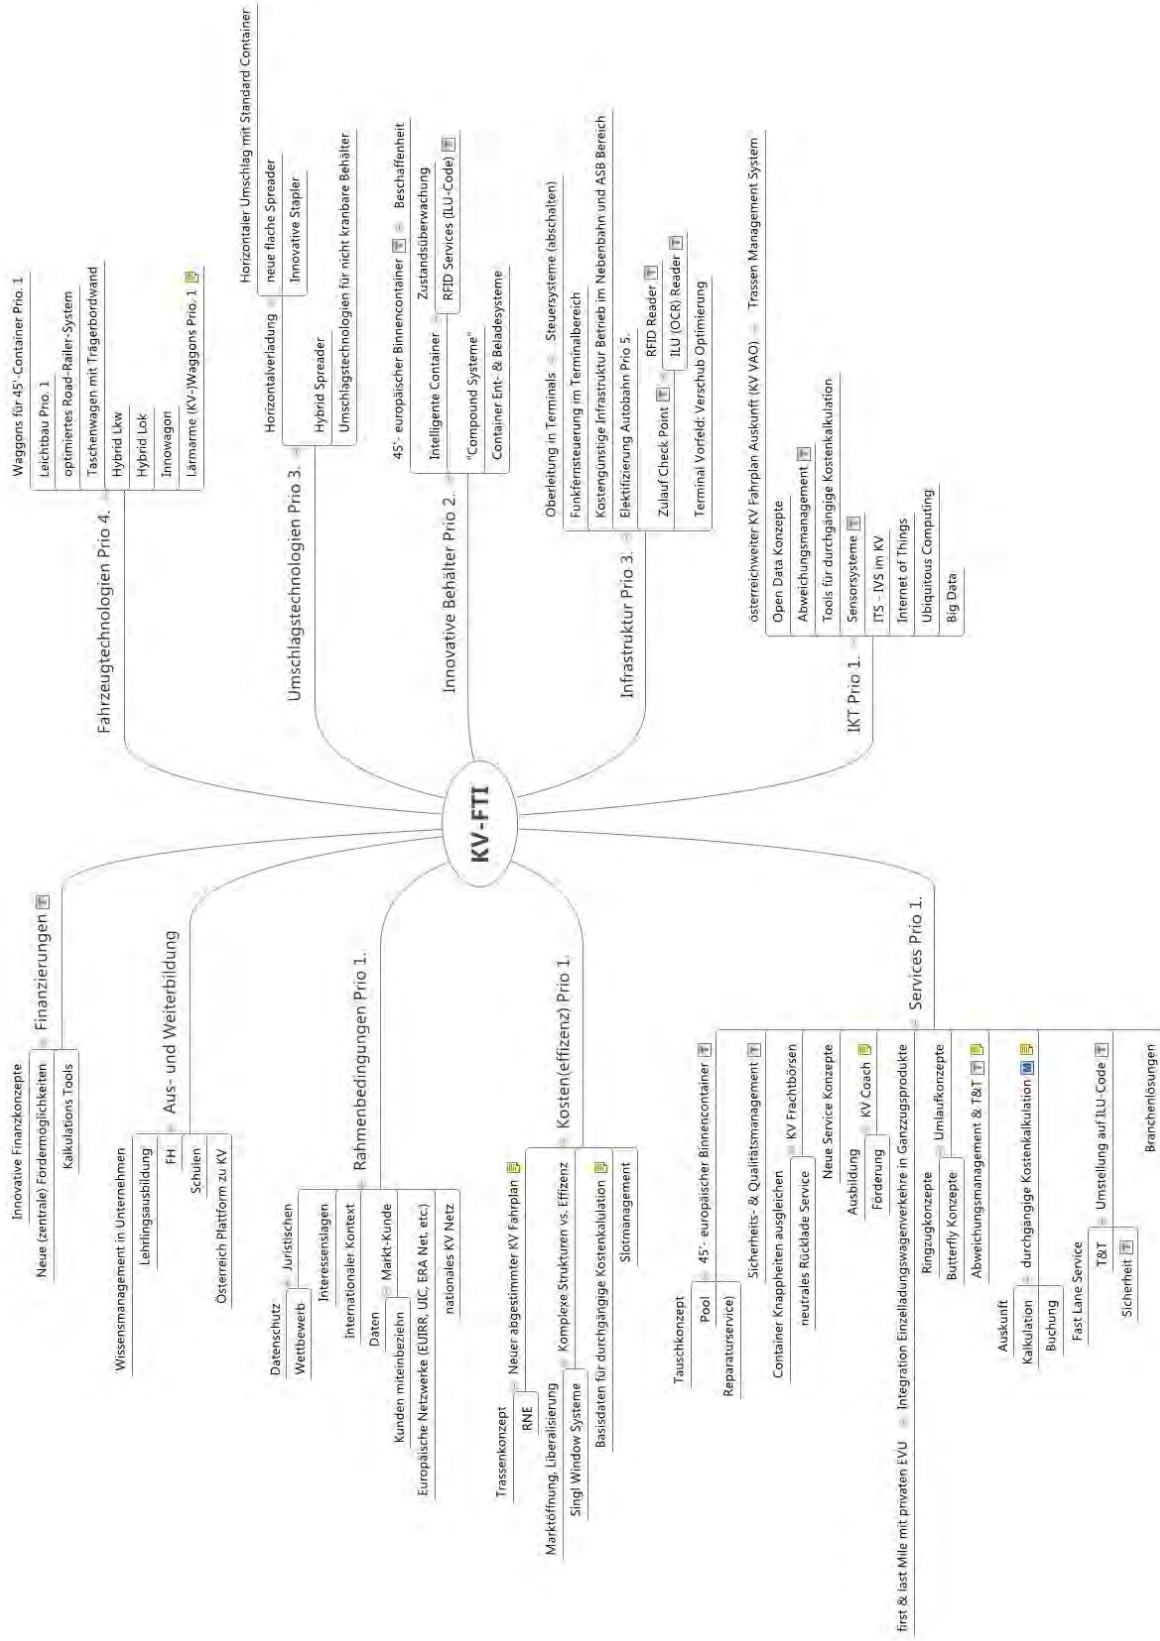 KV-FTI
Fahrzeugtechnologien Prio 4.
Waggons für 45'-Container Prio. 1
Leichtbau Prio. 1
optimiertes Road-Railer-System
Taschenwagen mit Trägerbordwand
Hybrid Lkw
Hybrid Lok
Innowagon
Lärmarme (KV-)Waggons Prio. 1
Umschlagstechnologien Prio 3.
Horizontalverladung
Horizontaler Umschlag mit Standard Container
neue flache Spreader
Innovative Stapler
Hybrid Spreader
Umschlagstechnologien für nicht kranbare Behälter
Innovative Behälter Prio 2.
45'- europäischer Binnencontainer
Beschaffenheit
Intelligente Container
Zustandsüberwachung
RFID Services (ILU-Code)
"Compound Systeme"
Container Ent- & Beladesysteme
Infrastruktur Prio 3.
Oberleitung in Terminals
Steuersysteme (abschalten)
Funkfernsteuerung im Terminalbereich
Kostengünstige Infrastruktur Betrieb im Nebenbahn und ASB Bereich
Elektifizierung Autobahn Prio 5.
Zulauf Check Point
RFID Reader
ILU (OCR) Reader
Terminal Vorfeld: Verschub Optimierung
IKT Prio 1.
österreichweiter KV Fahrplan Auskunft (KV VAO)
Trassen Management System
Open Data Konzepte
Abweichungsmanagement
Tools für durchgängige Kostenkalkulation
Sensorsysteme
ITS - IVS im KV
Internet of Things
Ubiquitous Computing
Big Data
Finanzierungen
Innovative Finanzkonzepte
Neue (zentrale) Fördermöglichkeiten
Kalkulations Tools
Aus- und Weiterbildung
Wissensmanagement in Unternehmen
Lehrlingsausbildung
FH
Schulen
Österreich Plattform zu KV
Rahmenbedingungen Prio 1.
Juristischen
Datenschutz
Wettbewerb
Interessenslagen
Internationaler Kontext
Markt-Kunde
Daten
Kunden miteinbeziehn
Europäische Netzwerke (EUIRR, UIC, ERA Net, etc.)
nationales KV Netz
Kosten(effizenz) Prio 1.
Neuer abgestimmter KV Fahrplan
Trassenkonzept
RNE
Komplexe Strukturen vs. Effizenz
Marktöffnung, Liberalisierung
Singl Window Systeme
Basisdaten für durchgängige Kostenkalulation
Slotmanagement
Services Prio 1.
45'- europäischer Binnencontainer
Tauschkonzept
Pool
Reparaturservice)
Sicherheits- & Qualitätsmanagement
KV Frachtbörsen
Container Knappheiten ausgleichen
neutrales Rücklade Service
Neue Service Konzepte
KV Coach
Ausbildung
Förderung
Integration Einzelladungswagenverkehre in Ganzzugsprodukte
first & last Mile mit privaten EVU
Umlaufkonzepte
Ringzugkonzepte
Butterfly Konzepte
Abweichungsmanagement & T&T
durchgängige Kostenkalkulation
Auskunft
Kalkulation
Buchung
Fast Lane Service
Umstellung auf ILU-Code
T&T
Sicherheit
Branchenlösungen